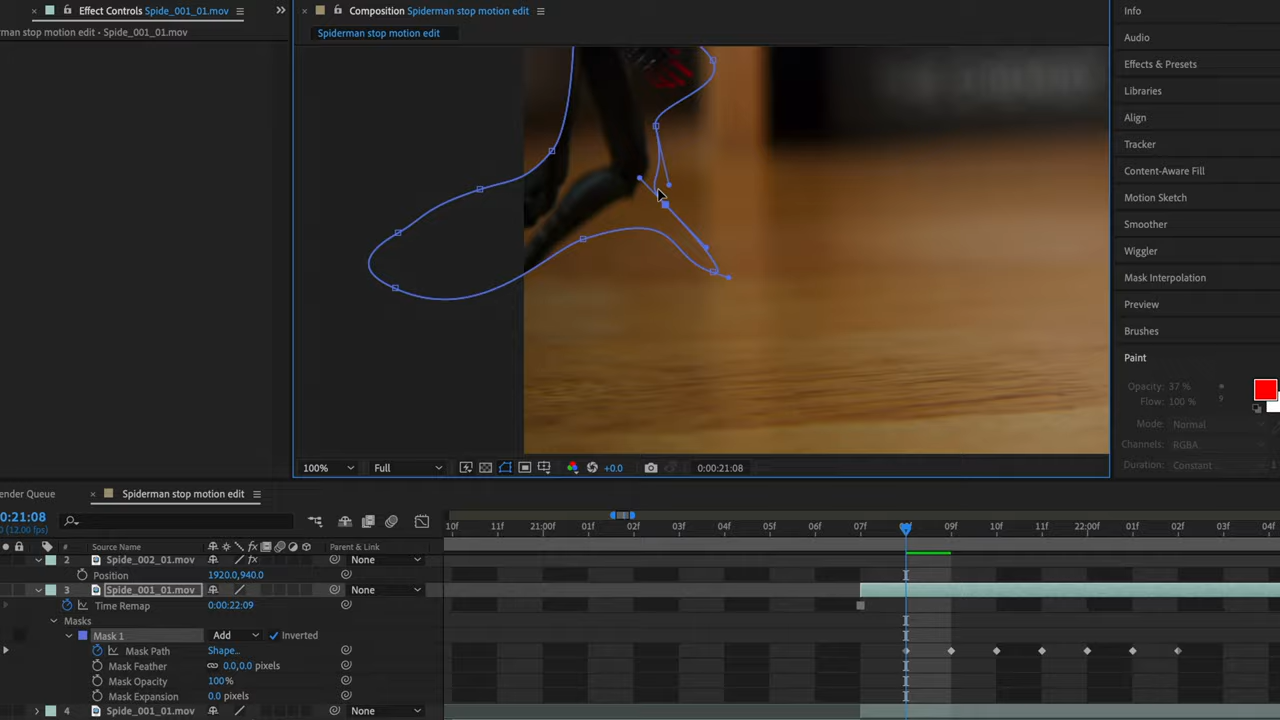 Effect Controls Spide_001_01.mov
rman stop motion edit - Spide_001_01.mov
Composition Spiderman stop motion edit
Spiderman stop motion edit
Info
Audio
Effects & Presets
Libraries
Align
Tracker
Content-Aware Fill
Motion Sketch
Smoother
Wiggler
Mask Interpolation
Preview
Brushes
Paint
Opacity: 37 %
Flow: 100 %
Mode: Normal
Channels: RGBA
Duration: Constant
100% Full +0.0 0:00:21:08
ender Queue Spiderman stop motion edit
0:21:08
(12.00 fps)
10f 11f 21:00f 01f 02f 03f 04f 05f 06f 07f 09f 10f 11f 22:00f 01f 02f 03f 04f
# Source Name Parent & Link
2 Spide_002_01.mov None
Position 1920.0,940.0
3 Spide_001_01.mov None
Time Remap 0:00:22:09
Masks
Mask 1 Add Inverted
Mask Path Shape...
Mask Feather 0.0,0.0 pixels
Mask Opacity 100%
Mask Expansion 0.0 pixels
4 Spide_001_01.mov None